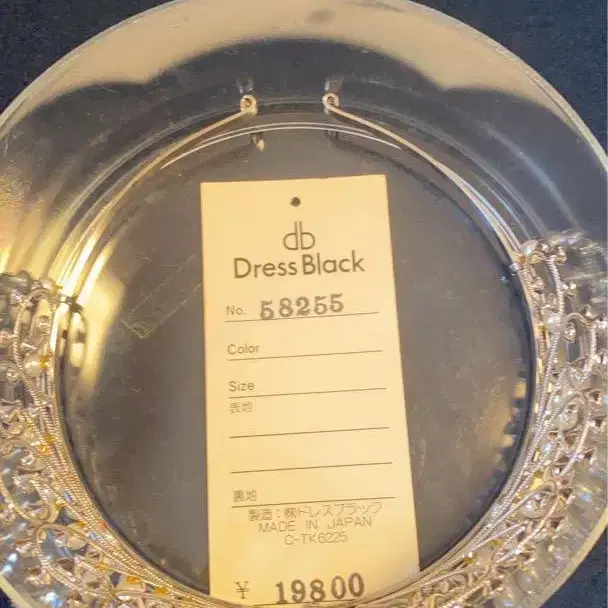 db
Dress Black
No. 58255
Color
Size
表地
裏地
製造:㈱ドレスブラック
MADE IN JAPAN
C-TK6225
¥ 19800